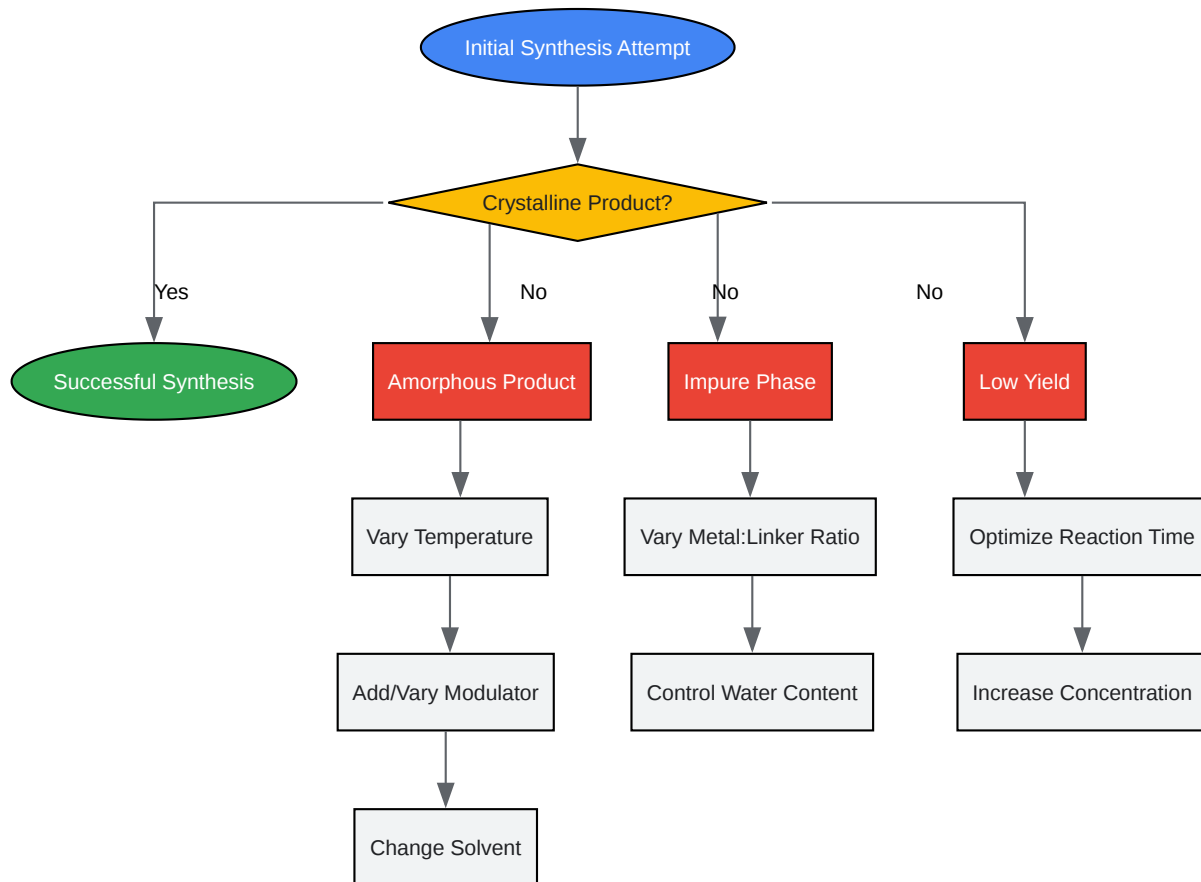 Initial Synthesis Attempt
Crystalline Product?
Yes
No
No
No
Successful Synthesis
Amorphous Product
Impure Phase
Low Yield
Vary Temperature
Vary Metal:Linker Ratio
Optimize Reaction Time
Add/Vary Modulator
Control Water Content
Increase Concentration
Change Solvent